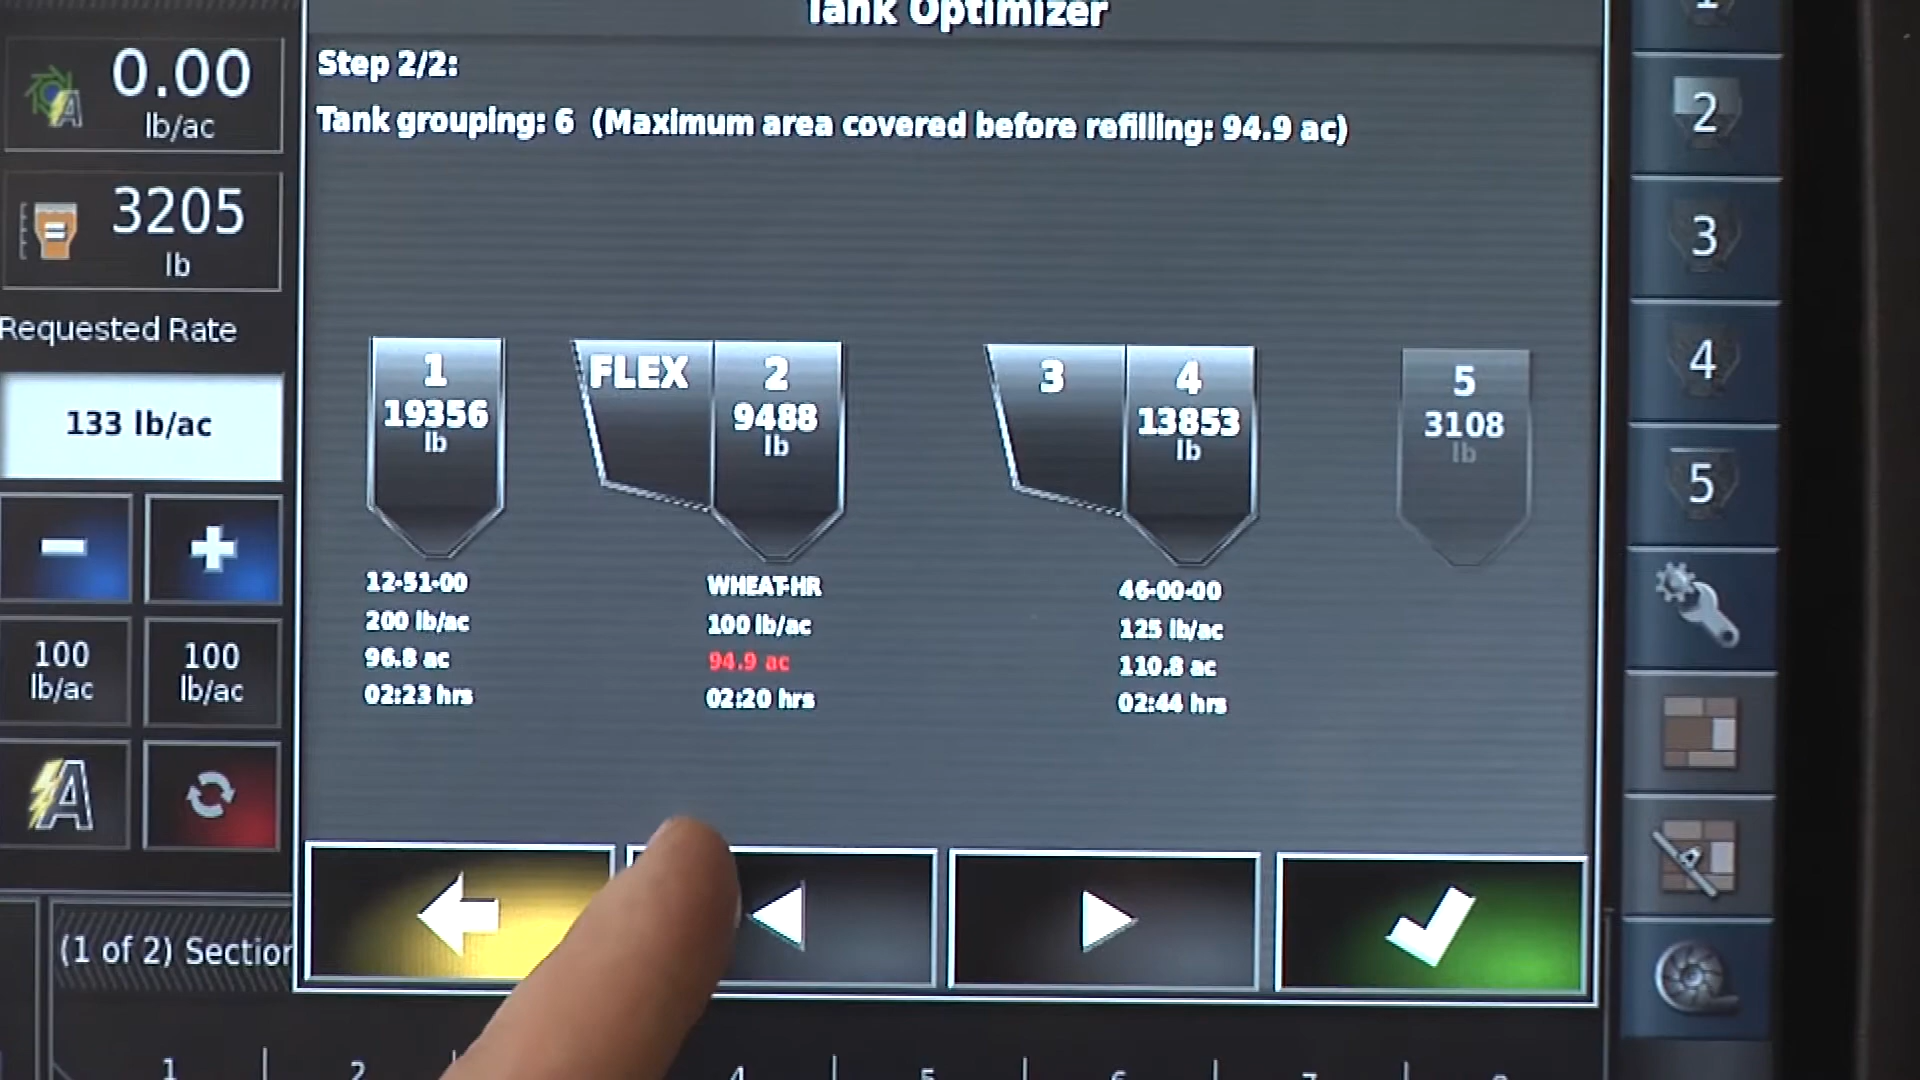 Tank Optimizer
Step 2/2:
Tank grouping: 6 (Maximum area covered before refilling: 94.9 ac)
0.00
lb/ac
3205
lb
Requested Rate
133 lb/ac
100
lb/ac
100
lb/ac
A
(1 of 2) Section
1
19356
lb
12-51-00
200 lb/ac
96.8 ac
02:23 hrs
FLEX
2
9488
lb
WHEAT-HR
100 lb/ac
94.9 ac
02:20 hrs
3
4
13853
lb
46-00-00
125 lb/ac
110.8 ac
02:44 hrs
5
3108
lb
1
2
3
4
5
1
2
4
5
6
7